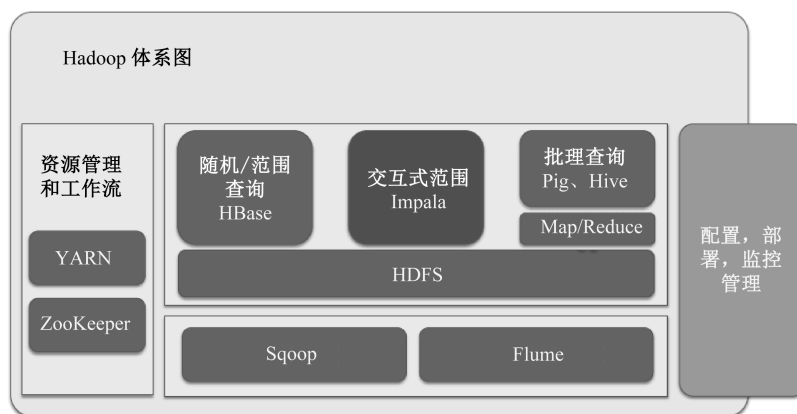 Hadoop 体系图
资源管理
和工作流
YARN
ZooKeeper
随机/范围
查询
HBase
交互式范围
Impala
批理查询
Pig、Hive
Map/Reduce
HDFS
Sqoop
Flume
配置，部
署，监控
管理